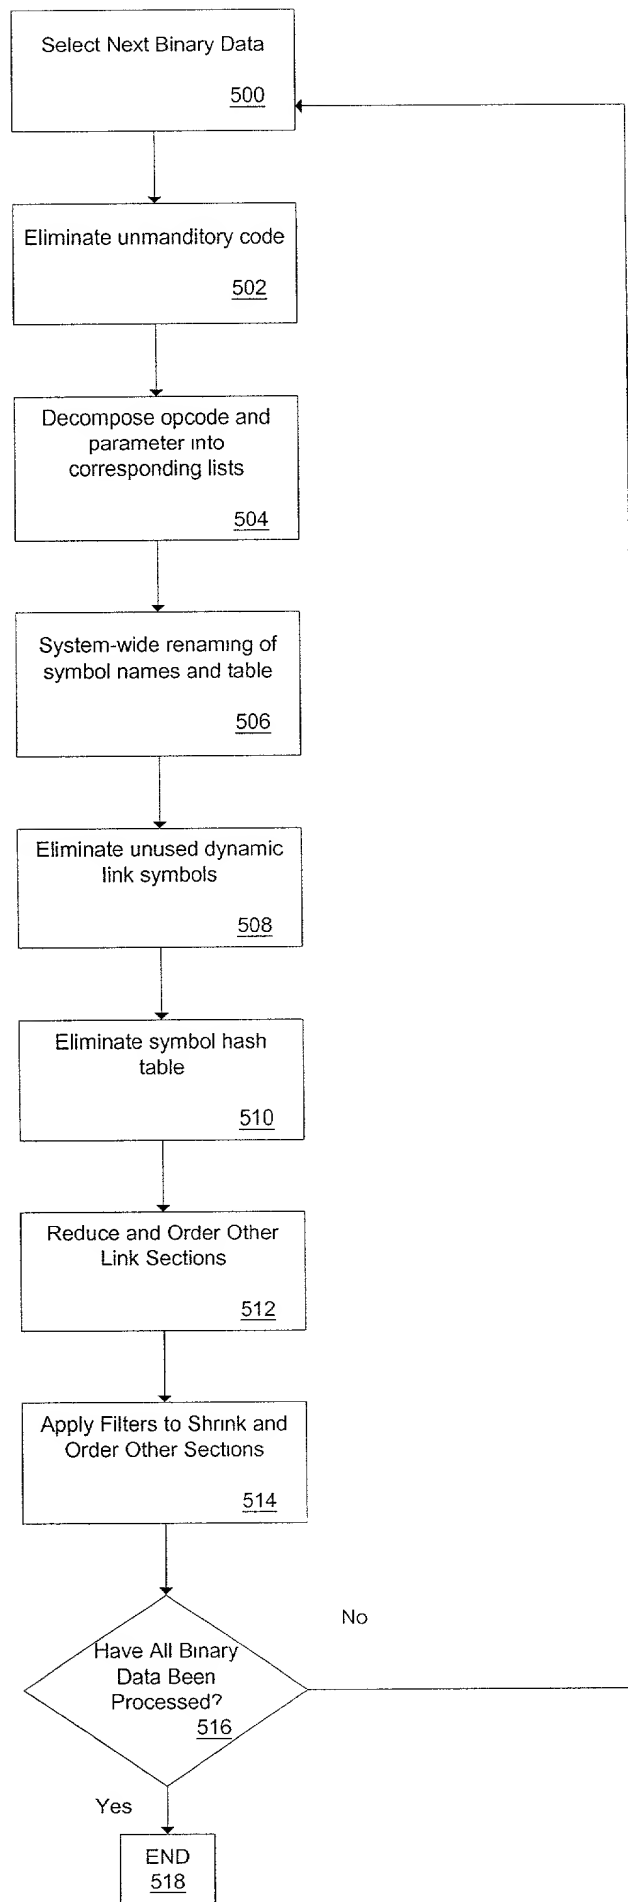 Select Next Binary Data
500
Eliminate unmanditory code
502
Decompose opcode and
parameter into
corresponding lists
504
System-wide renaming of
symbol names and table
506
Eliminate unused dynamic
link symbols
508
Eliminate symbol hash
table
510
Reduce and Order Other
Link Sections
512
Apply Filters to Shrink and
Order Other Sections
514
No
Have All Binary
Data Been
Processed?
516
Yes
END
518